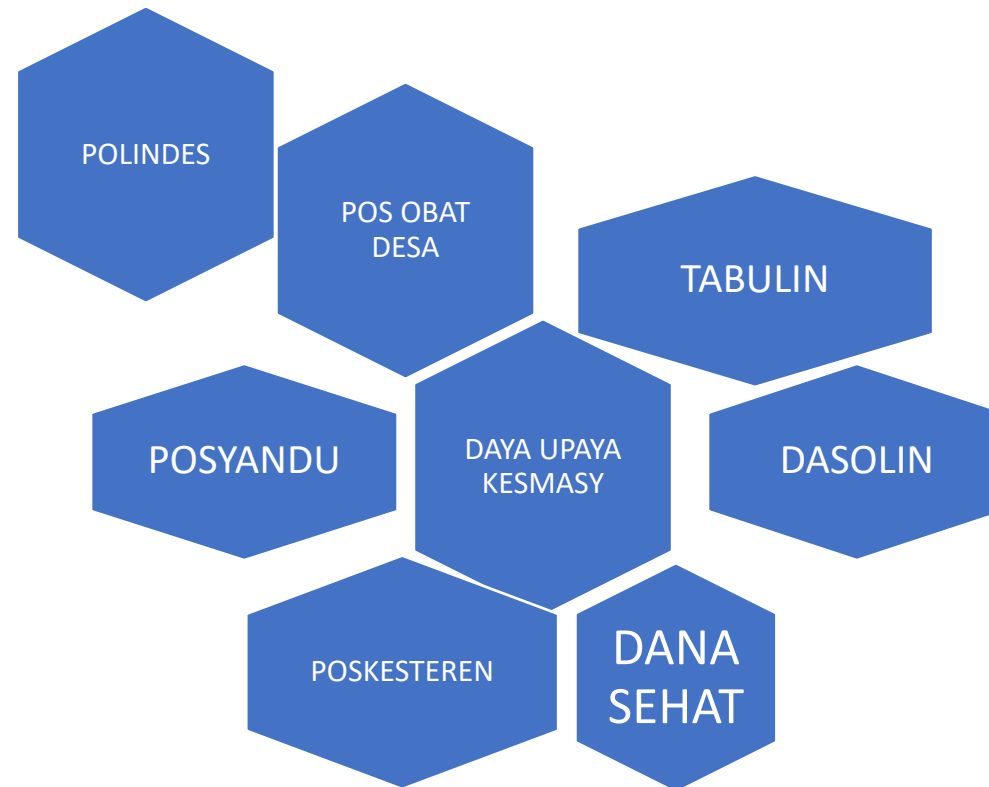 POLINDES
POS OBAT
DESA
TABULIN
POSYANDU
DAYA UPAYA
KESMASY
DASOLIN
POSKESTEREN
DANA
SEHAT